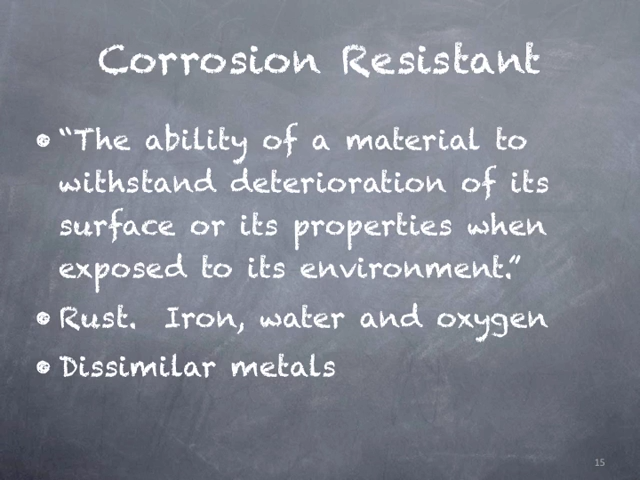 Corrosion Resistant
• “The ability of a material to
withstand deterioration of its
surface or its properties when
exposed to its environment.”
• Rust.  Iron, water and oxygen
• Dissimilar metals
15